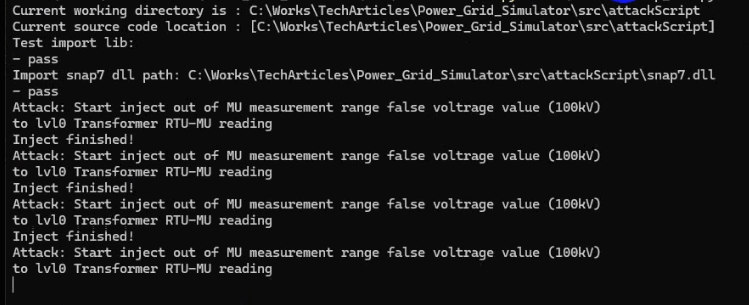 Current working directory is : C:\Works\TechArticles\Power_Grid_Simulator\src\attackScript
Current source code location : [C:\Works\TechArticles\Power_Grid_Simulator\src\attackScript]
Test import lib:
- pass
Import snap7 dll path: C:\Works\TechArticles\Power_Grid_Simulator\src\attackScript\snap7.dll
- pass
Attack: Start inject out of MU measurement range false voltrage value (100kV)
to lvl0 Transformer RTU-MU reading
Inject finished!
Attack: Start inject out of MU measurement range false voltrage value (100kV)
to lvl0 Transformer RTU-MU reading
Inject finished!
Attack: Start inject out of MU measurement range false voltrage value (100kV)
to lvl0 Transformer RTU-MU reading
Inject finished!
Attack: Start inject out of MU measurement range false voltrage value (100kV)
to lvl0 Transformer RTU-MU reading